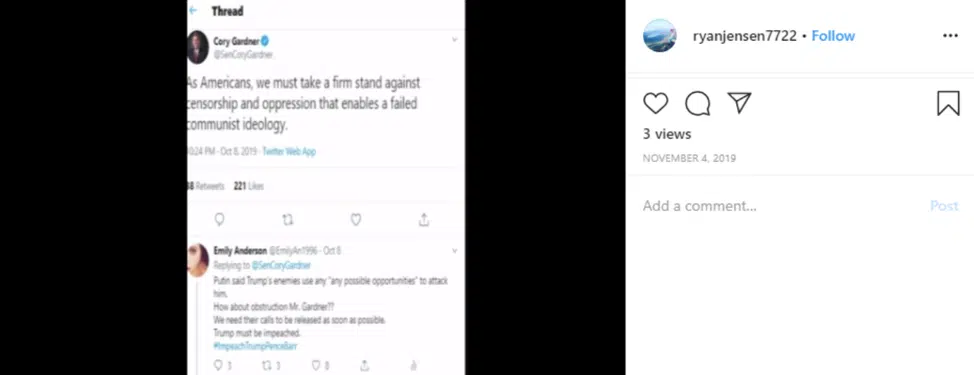 Thread
Cory Gardner
@SenCoryGardner
As Americans, we must take a firm stand against
censorship and oppression that enables a failed
communist ideology.
10:24 PM · Oct 8, 2019 · Twitter Web App
Retweets 221 Likes
Emily Anderson @EmilyAn1996 · Oct 8
Replying to @SenCoryGardner
Putin said Trump's enemies use any "any possible opportunities" to attack
him.
How about obstruction Mr. Gardner??
We need their calls to be released as soon as possible.
Trump must be impeached.
#ImpeachTrumpPenceBarr
3 8
ryanjensen7722 • Follow
3 views
NOVEMBER 4, 2019
Add a comment...
Post